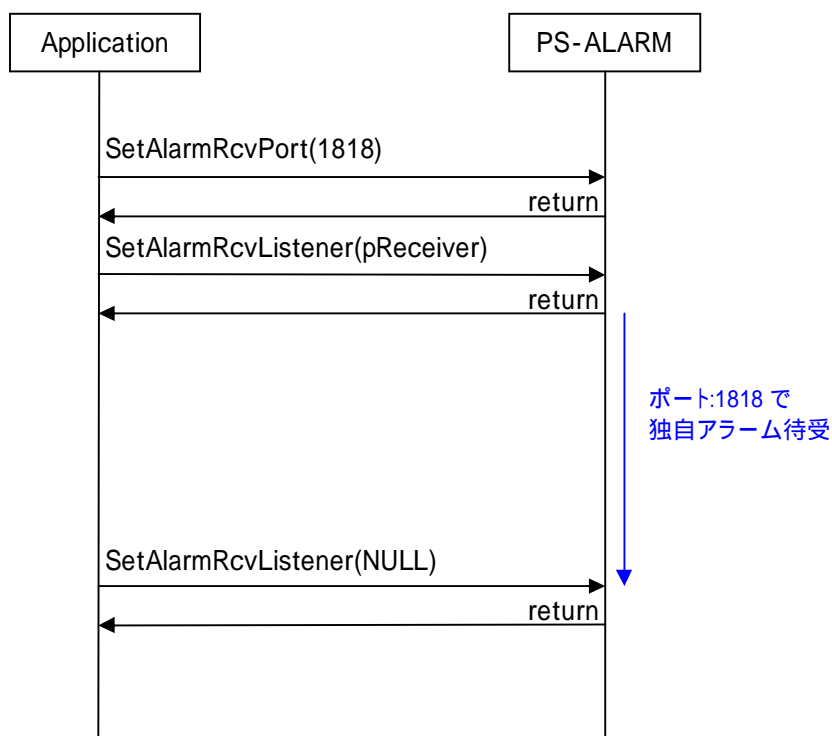 Application
PS-ALARM
SetAlarmRcvPort(1818)
return
SetAlarmRcvListener(pReceiver)
return
ポート:1818 で
独自アラーム待受
SetAlarmRcvListener(NULL)
return